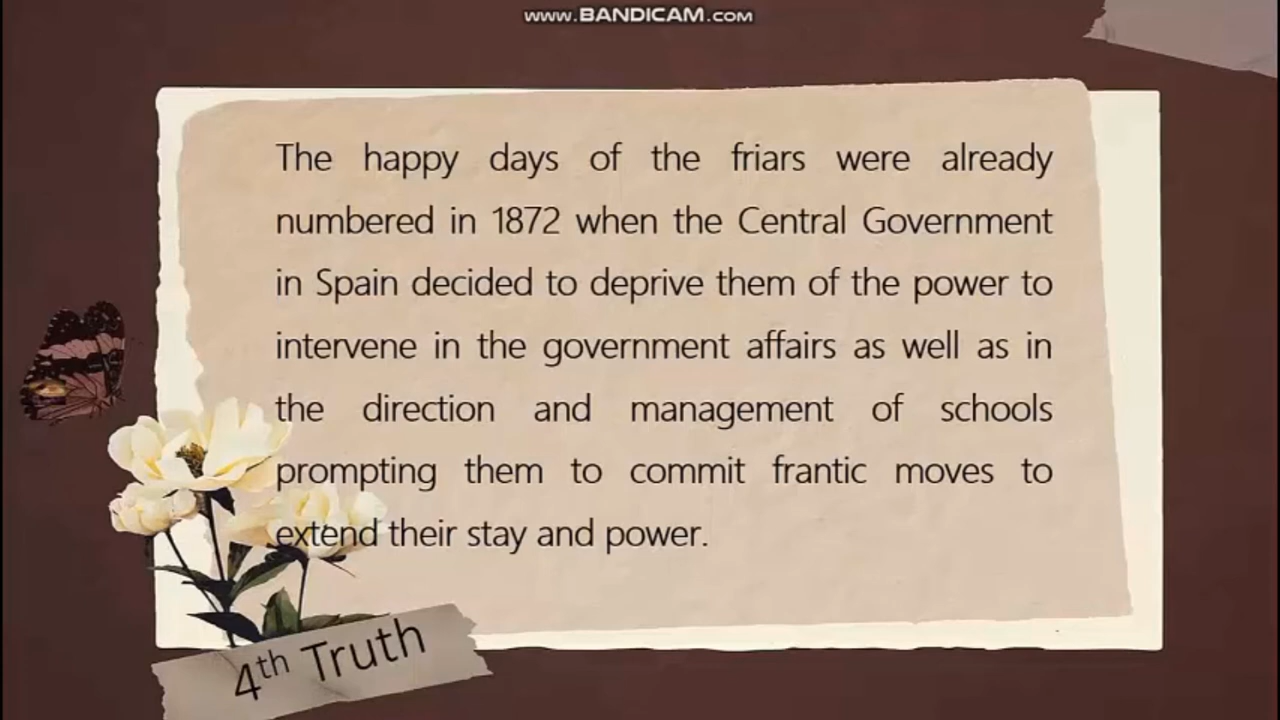 www.BANDICAM.com
The happy days of the friars were already
numbered in 1872 when the Central Government
in Spain decided to deprive them of the power to
intervene in the government affairs as well as in
the direction and management of schools
prompting them to commit frantic moves to
extend their stay and power.
4th Truth